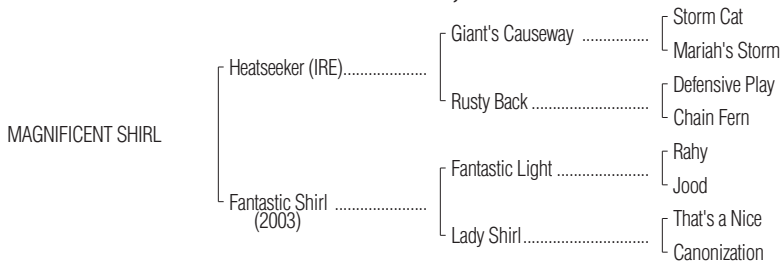 Storm Cat
Giant's Causeway ................
Mariah's Storm
Heatseeker (IRE)....................
Defensive Play
Rusty Back ............................
Chain Fern
MAGNIFICENT SHIRL
Rahy
Fantastic Light ......................
Jood
Fantastic Shirl ......................
(2003)
That's a Nice
Lady Shirl..............................
Canonization